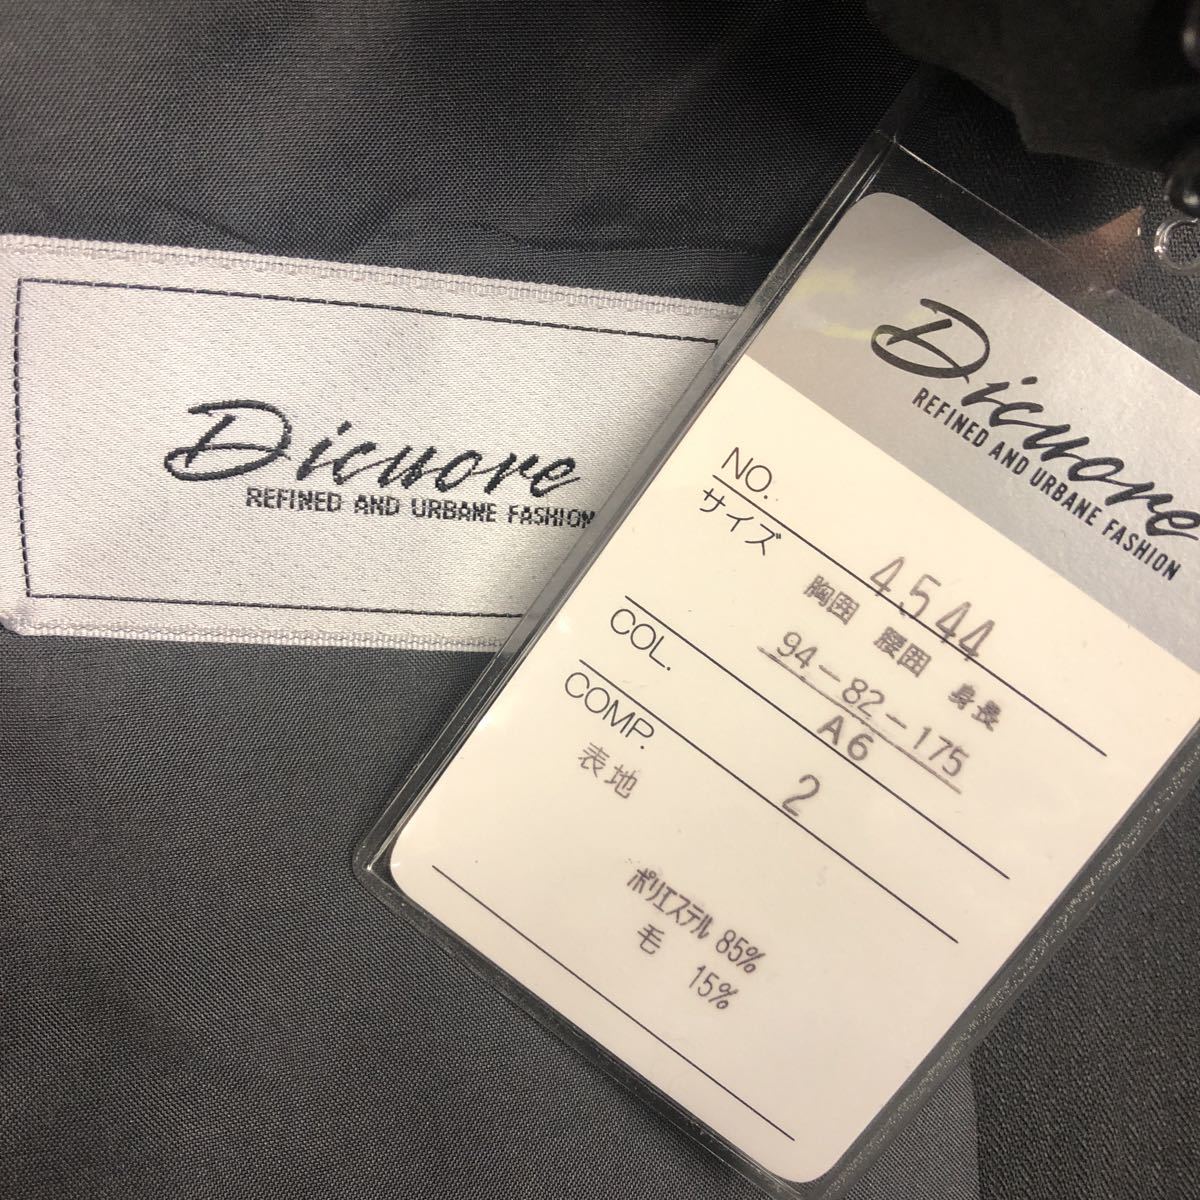 Dicuore
REFINED AND URBANE FASHION
Dicuore
REFINED AND URBANE FASHION
NO. 4544
サイズ 胸囲 腰囲 身長
94-82-175
A6
COL. 2
COMP.
表地
ポリエステル 85%
毛 15%